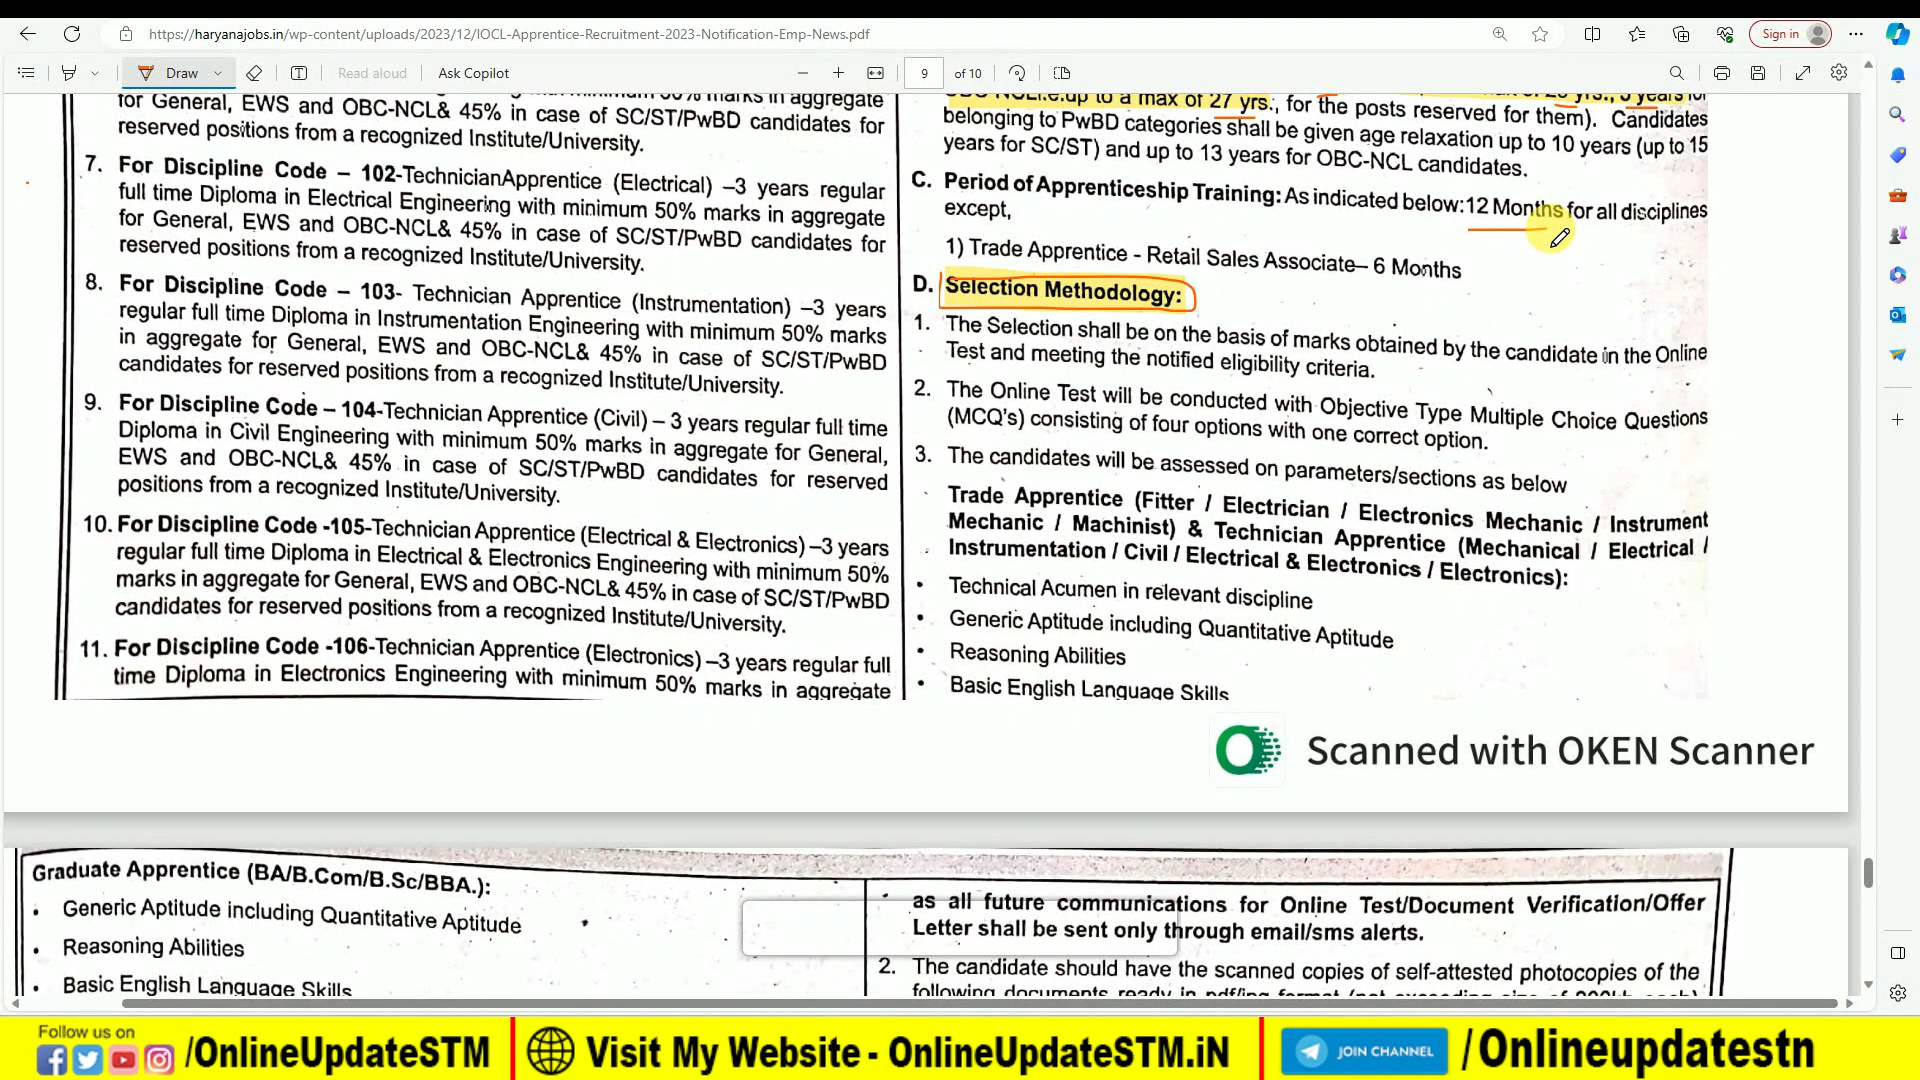 https://haryanajobs.in/wp-content/uploads/2023/12/IOCL-Apprentice-Recruitment-2023-Notification-Emp-News.pdf
Sign in
Draw
Read aloud
Ask Copilot
9
of 10
for General, EWS and OBC-NCL& 45% in case of SC/ST/PwBD candidates for
reserved positions from a recognized Institute/University.
7. For Discipline Code – 102-TechnicianApprentice (Electrical) –3 years regular
full time Diploma in Electrical Engineering with minimum 50% marks in aggregate
for General, EWS and OBC-NCL& 45% in case of SC/ST/PwBD candidates for
reserved positions from a recognized Institute/University.
8. For Discipline Code – 103- Technician Apprentice (Instrumentation) –3 years
regular full time Diploma in Instrumentation Engineering with minimum 50% marks
in aggregate for General, EWS and OBC-NCL& 45% in case of SC/ST/PwBD
candidates for reserved positions from a recognized Institute/University.
9. For Discipline Code – 104-Technician Apprentice (Civil) – 3 years regular full time
Diploma in Civil Engineering with minimum 50% marks in aggregate for General,
EWS and OBC-NCL& 45% in case of SC/ST/PwBD candidates for reserved
positions from a recognized Institute/University.
10. For Discipline Code -105-Technician Apprentice (Electrical & Electronics) –3 years
regular full time Diploma in Electrical & Electronics Engineering with minimum 50%
marks in aggregate for General, EWS and OBC-NCL& 45% in case of SC/ST/PwBD
candidates for reserved positions from a recognized Institute/University.
11. For Discipline Code -106-Technician Apprentice (Electronics) –3 years regular full
time Diploma in Electronics Engineering with minimum 50% marks in aggregate
up to a max of 27 yrs., for the posts reserved for them). Candidates
belonging to PwBD categories shall be given age relaxation up to 10 years (up to 15
years for SC/ST) and up to 13 years for OBC-NCL candidates.
C. Period of Apprenticeship Training: As indicated below:12 Months for all disciplines
except,
1) Trade Apprentice - Retail Sales Associate– 6 Months
D. Selection Methodology:
1. The Selection shall be on the basis of marks obtained by the candidate in the Online
Test and meeting the notified eligibility criteria.
2. The Online Test will be conducted with Objective Type Multiple Choice Questions
(MCQ's) consisting of four options with one correct option.
3. The candidates will be assessed on parameters/sections as below
Trade Apprentice (Fitter / Electrician / Electronics Mechanic / Instrument
Mechanic / Machinist) & Technician Apprentice (Mechanical / Electrical /
Instrumentation / Civil / Electrical & Electronics / Electronics):
• Technical Acumen in relevant discipline
• Generic Aptitude including Quantitative Aptitude
• Reasoning Abilities
• Basic English Language Skills
Scanned with OKEN Scanner
Graduate Apprentice (BA/B.Com/B.Sc/BBA.):
• Generic Aptitude including Quantitative Aptitude
• Reasoning Abilities
• Basic English Language Skills
as all future communications for Online Test/Document Verification/Offer
Letter shall be sent only through email/sms alerts.
2. The candidate should have the scanned copies of self-attested photocopies of the
following documents ready in pdf/jpg format
Follow us on
/OnlineUpdateSTM
Visit My Website - OnlineUpdateSTM.iN
JOIN CHANNEL
/Onlineupdatestn